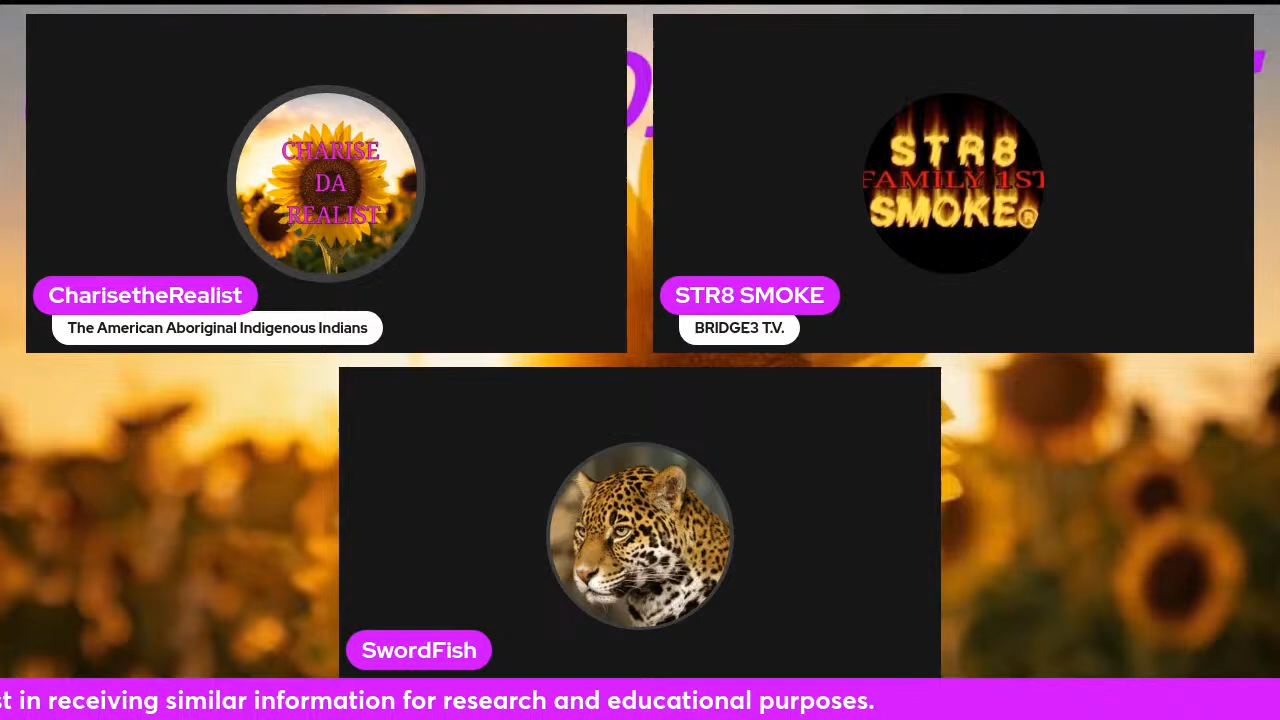 CHARISE
DA
REALIST
CharisetheRealist
The American Aboriginal Indigenous Indians
STR8
FAMILY 1ST
SMOKE®
STR8 SMOKE
BRIDGE3 T.V.
SwordFish
st in receiving similar information for research and educational purposes.